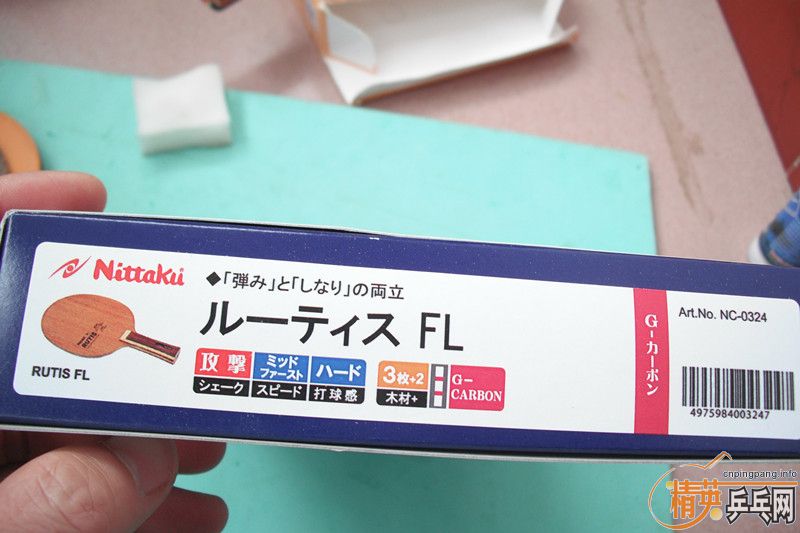 Nittaku
◆「弾み」と「しなり」の両立
ルーティス FL
RUTIS
RUTIS FL
攻撃
シェーク
ミッド
ファースト
スピード
ハード
打球感
3枚+2
木材+
G-
CARBON
G-カーボン
Art.No. NC-0324
4975984003247
cnpingpang.info
精英乒乓网